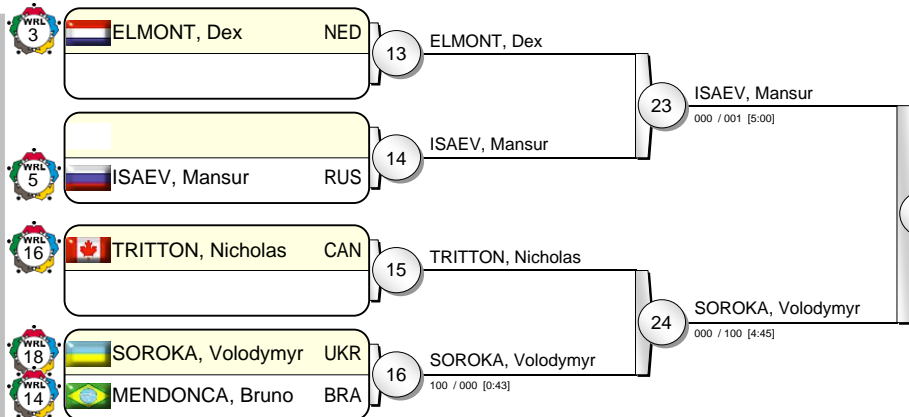 WRL
3
ELMONT, Dex NED
13
ELMONT, Dex
23
ISAEV, Mansur
000 / 001 [5:00]
14
ISAEV, Mansur
WRL
5
ISAEV, Mansur RUS
WRL
16
TRITTON, Nicholas CAN
15
TRITTON, Nicholas
24
SOROKA, Volodymyr
000 / 100 [4:45]
WRL
18
SOROKA, Volodymyr UKR
16
SOROKA, Volodymyr
100 / 000 [0:43]
WRL
14
MENDONCA, Bruno BRA